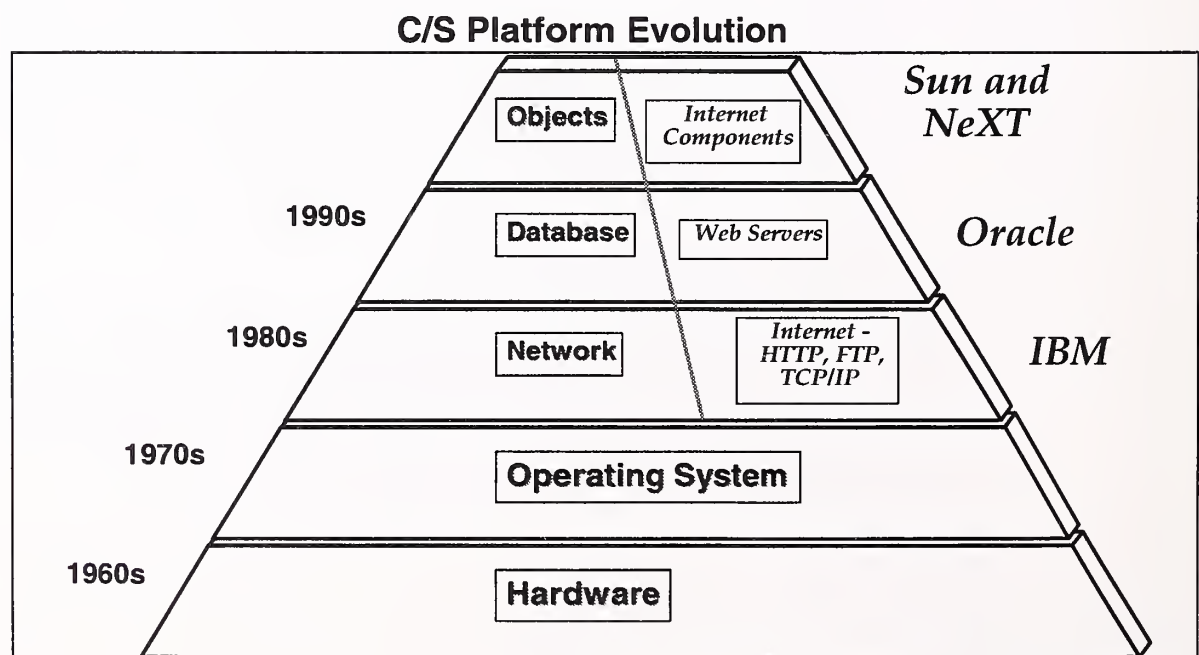 C/S Platform Evolution
Sun and
NeXT
Objects
Internet
Components
1990s
Database
Web Servers
Oracle
1980s
Network
Internet -
HTTP, FTP,
TCP/IP
IBM
1970s
Operating System
1960s
Hardware